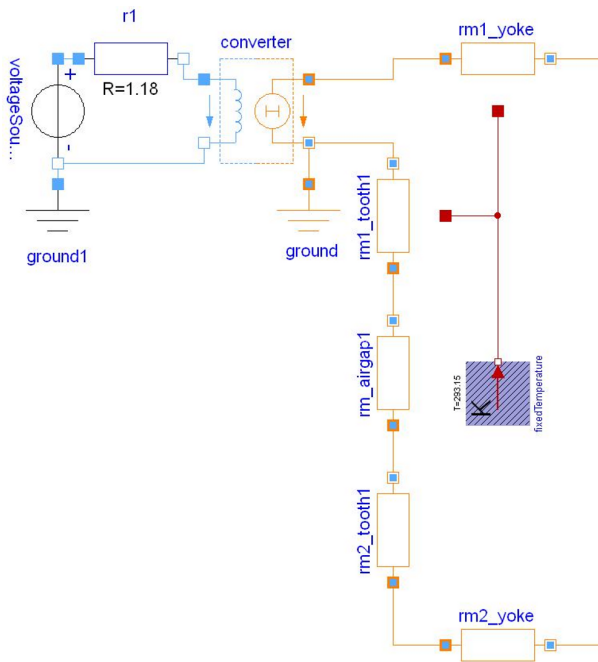 r1
converter
rm1_yoke
+
R=1.18
voltageSou...
-
ground1
ground
rm1_tooth1
rm_airgap1
T=293.15
K
fixedTemperature
rm2_tooth1
rm2_yoke